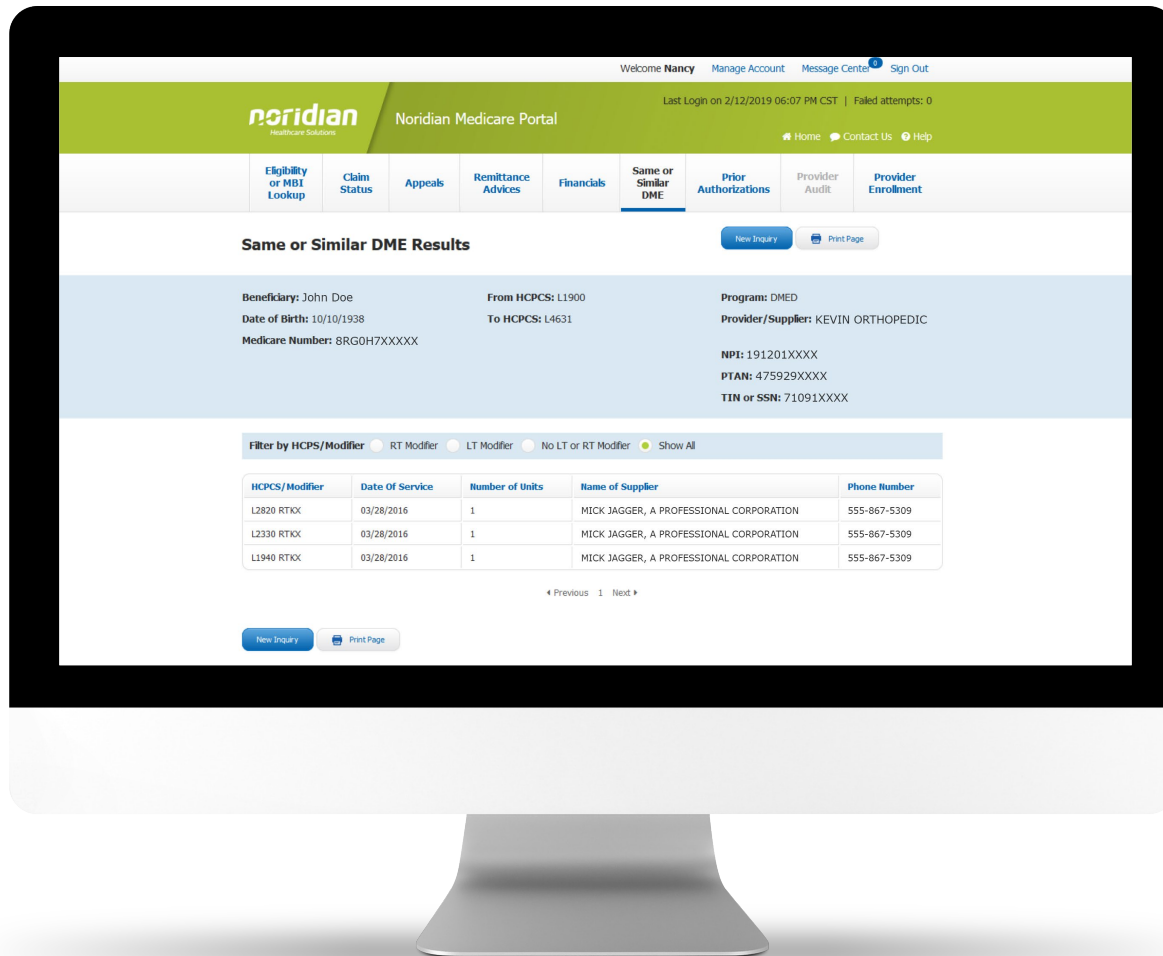 Welcome Nancy Manage Account Message Center 0 Sign Out
Last Login on 2/12/2019 06:07 PM CST | Failed attempts: 0
noridian
Healthcare Solutions
Noridian Medicare Portal
Home Contact Us Help
Eligibility or MBI Lookup
Claim Status
Appeals
Remittance Advices
Financials
Same or Similar DME
Prior Authorizations
Provider Audit
Provider Enrollment
Same or Similar DME Results
New Inquiry Print Page
Beneficiary: John Doe From HCPCS: L1900 Program: DMED
Date of Birth: 10/10/1938 To HCPCS: L4631 Provider/Supplier: KEVIN ORTHOPEDIC
Medicare Number: 8RG0H7XXXXX
NPI: 191201XXXX
PTAN: 475929XXXX
TIN or SSN: 71091XXXX
Filter by HCPS/Modifier RT Modifier LT Modifier No LT or RT Modifier Show All
HCPCS/Modifier Date Of Service Number of Units Name of Supplier Phone Number
L2820 RTKX 03/28/2016 1 MICK JAGGER, A PROFESSIONAL CORPORATION 555-867-5309
L2330 RTKX 03/28/2016 1 MICK JAGGER, A PROFESSIONAL CORPORATION 555-867-5309
L1940 RTKX 03/28/2016 1 MICK JAGGER, A PROFESSIONAL CORPORATION 555-867-5309
Previous 1 Next
New Inquiry Print Page